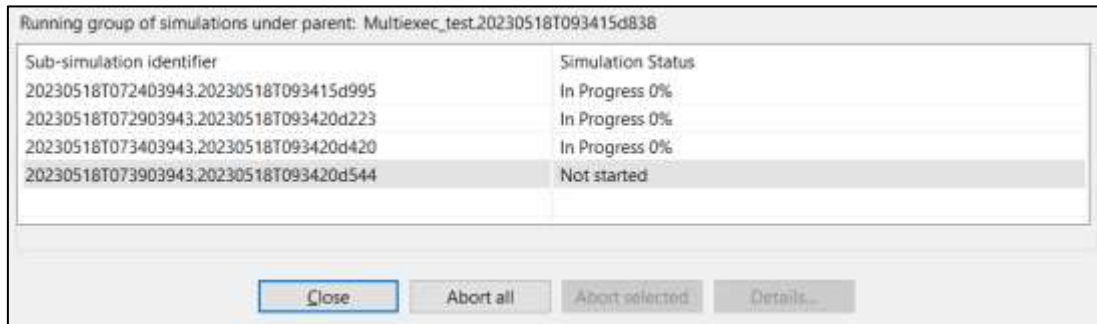 Running group of simulations under parent: Multiexec_test.20230518T093415d838
Sub-simulation identifier Simulation Status
20230518T072403943.20230518T093415d995 In Progress 0%
20230518T072903943.20230518T093420d223 In Progress 0%
20230518T073403943.20230518T093420d420 In Progress 0%
20230518T073903943.20230518T093420d544 Not started
Close Abort all Abort selected Details...